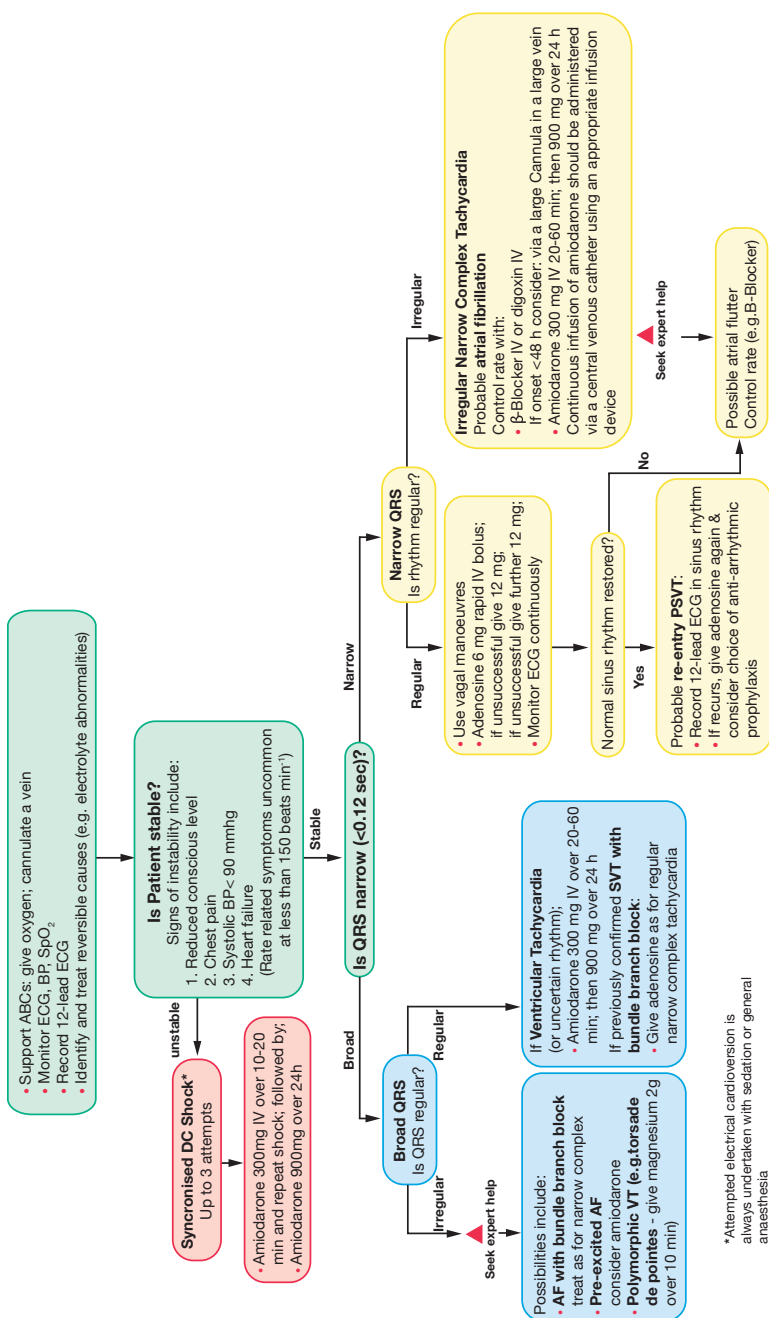 • Support ABCs: give oxygen; cannulate a vein
• Monitor ECG, BP, SpO₂
• Record 12-lead ECG
• Identify and treat reversible causes (e.g. electrolyte abnormalities)
Is Patient stable?
Signs of instability include:
1. Reduced conscious level
2. Chest pain
3. Systolic BP< 90 mmhg
4. Heart failure
(Rate related symptoms uncommon
at less than 150 beats min⁻¹)
unstable
Syncronised DC Shock*
Up to 3 attempts
• Amiodarone 300mg IV over 10-20
min and repeat shock; followed by;
• Amiodarone 900mg over 24h
Stable
Is QRS narrow (<0.12 sec)?
Broad
Narrow
Broad QRS
Is QRS regular?
Irregular
Regular
Seek expert help
Possibilities include:
• AF with bundle branch block
treat as for narrow complex
• Pre-excited AF
consider amiodarone
• Polymorphic VT (e.g.torsade
de pointes - give magnesium 2g
over 10 min)
If Ventricular Tachycardia
(or uncertain rhythm);
• Amiodarone 300 mg IV over 20-60
min; then 900 mg over 24 h
If previously confirmed SVT with
bundle branch block:
• Give adenosine as for regular
narrow complex tachycardia
Narrow QRS
Is rhythm regular?
Regular
Irregular
• Use vagal manoeuvres
• Adenosine 6 mg rapid IV bolus;
if unsuccessful give 12 mg;
if unsuccessful give further 12 mg;
• Monitor ECG continuously
Normal sinus rhythm restored?
Yes
No
Probable re-entry PSVT:
• Record 12-lead ECG in sinus rhythm
• If recurs, give adenosine again &
consider choice of anti-arrhythmic
prophylaxis
Irregular Narrow Complex Tachycardia
Probable atrial fibrillation
Control rate with:
• β-Blocker IV or digoxin IV
If onset <48 h consider: via a large Cannula in a large vein
• Amiodarone 300 mg IV 20-60 min; then 900 mg over 24 h
Continuous infusion of amiodarone should be administered
via a central venous catheter using an appropriate infusion
device
Seek expert help
Possible atrial flutter
Control rate (e.g.B-Blocker)
*Attempted electrical cardioversion is
always undertaken with sedation or general
anaesthesia